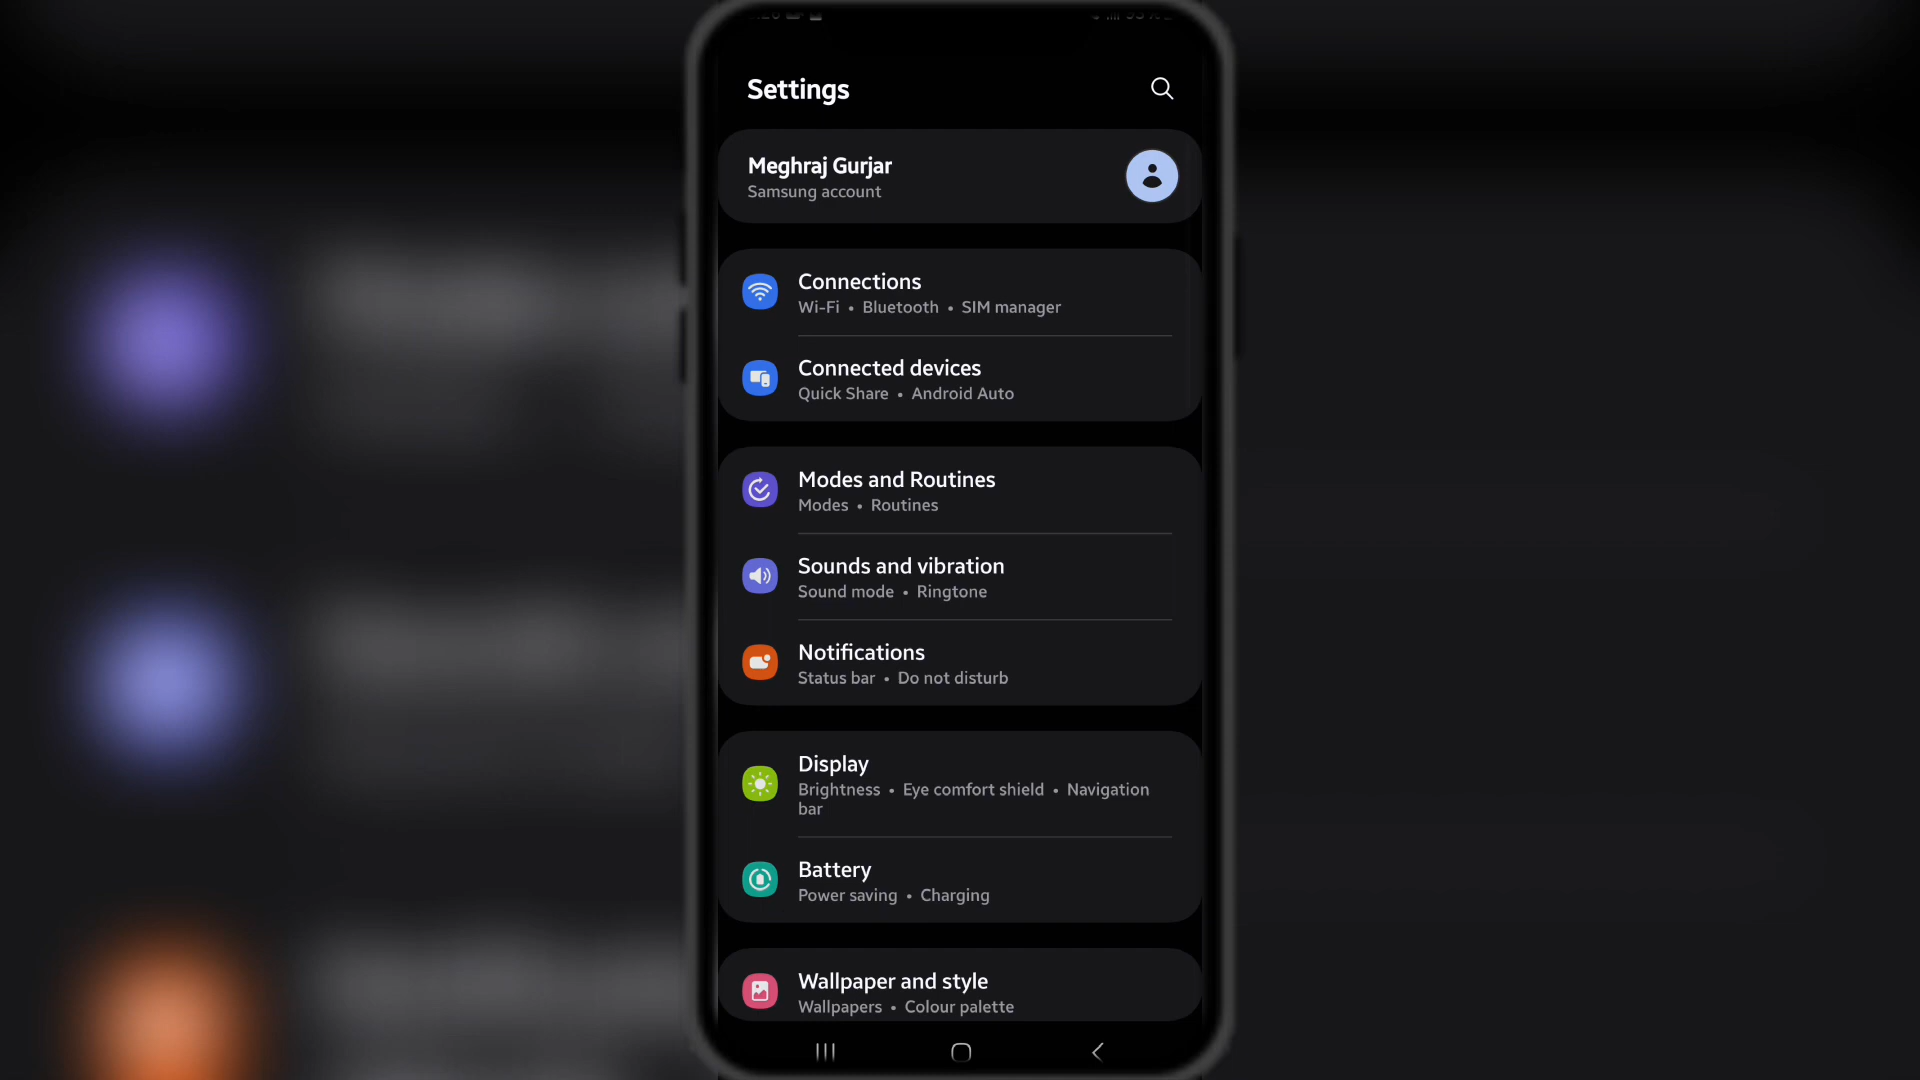 Settings
Meghraj Gurjar
Samsung account
Connections
Wi-Fi • Bluetooth • SIM manager
Connected devices
Quick Share • Android Auto
Modes and Routines
Modes • Routines
Sounds and vibration
Sound mode • Ringtone
Notifications
Status bar • Do not disturb
Display
Brightness • Eye comfort shield • Navigation
bar
Battery
Power saving • Charging
Wallpaper and style
Wallpapers • Colour palette